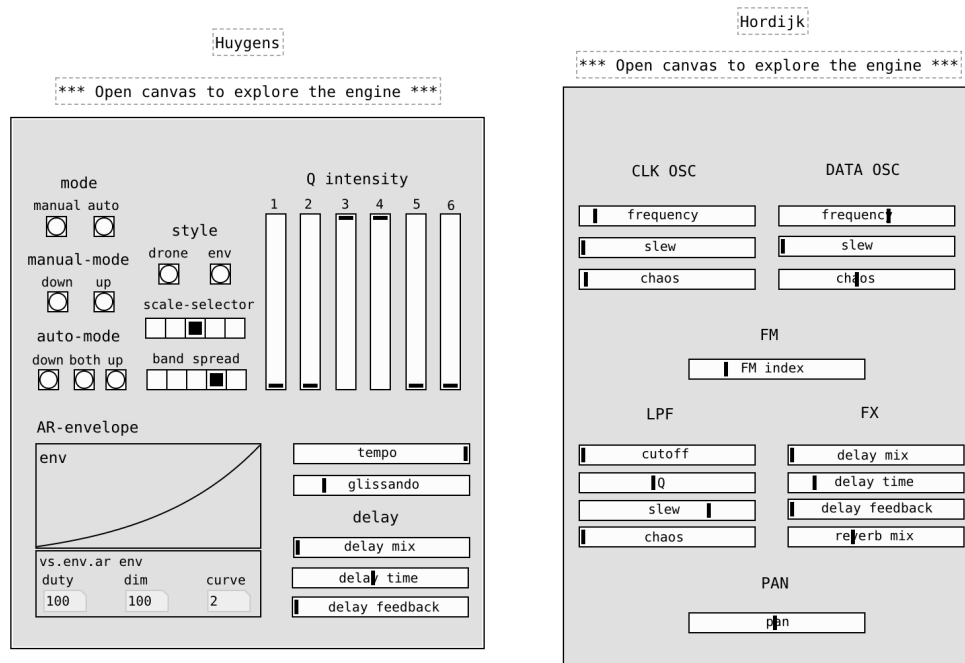 Huygens
*** Open canvas to explore the engine ***
mode
manual auto
manual-mode
down up
auto-mode
down both up
style
drone env
scale-selector
band spread
Q intensity
1 2 3 4 5 6
AR-envelope
env
vs.env.ar env
duty dim curve
100 100 2
tempo
glissando
delay
delay mix
delay time
delay feedback
Hordijk
*** Open canvas to explore the engine ***
CLK OSC
frequency
slew
chaos
DATA OSC
frequency
slew
chaos
FM
FM index
LPF
cutoff
Q
slew
chaos
FX
delay mix
delay time
delay feedback
reverb mix
PAN
pan